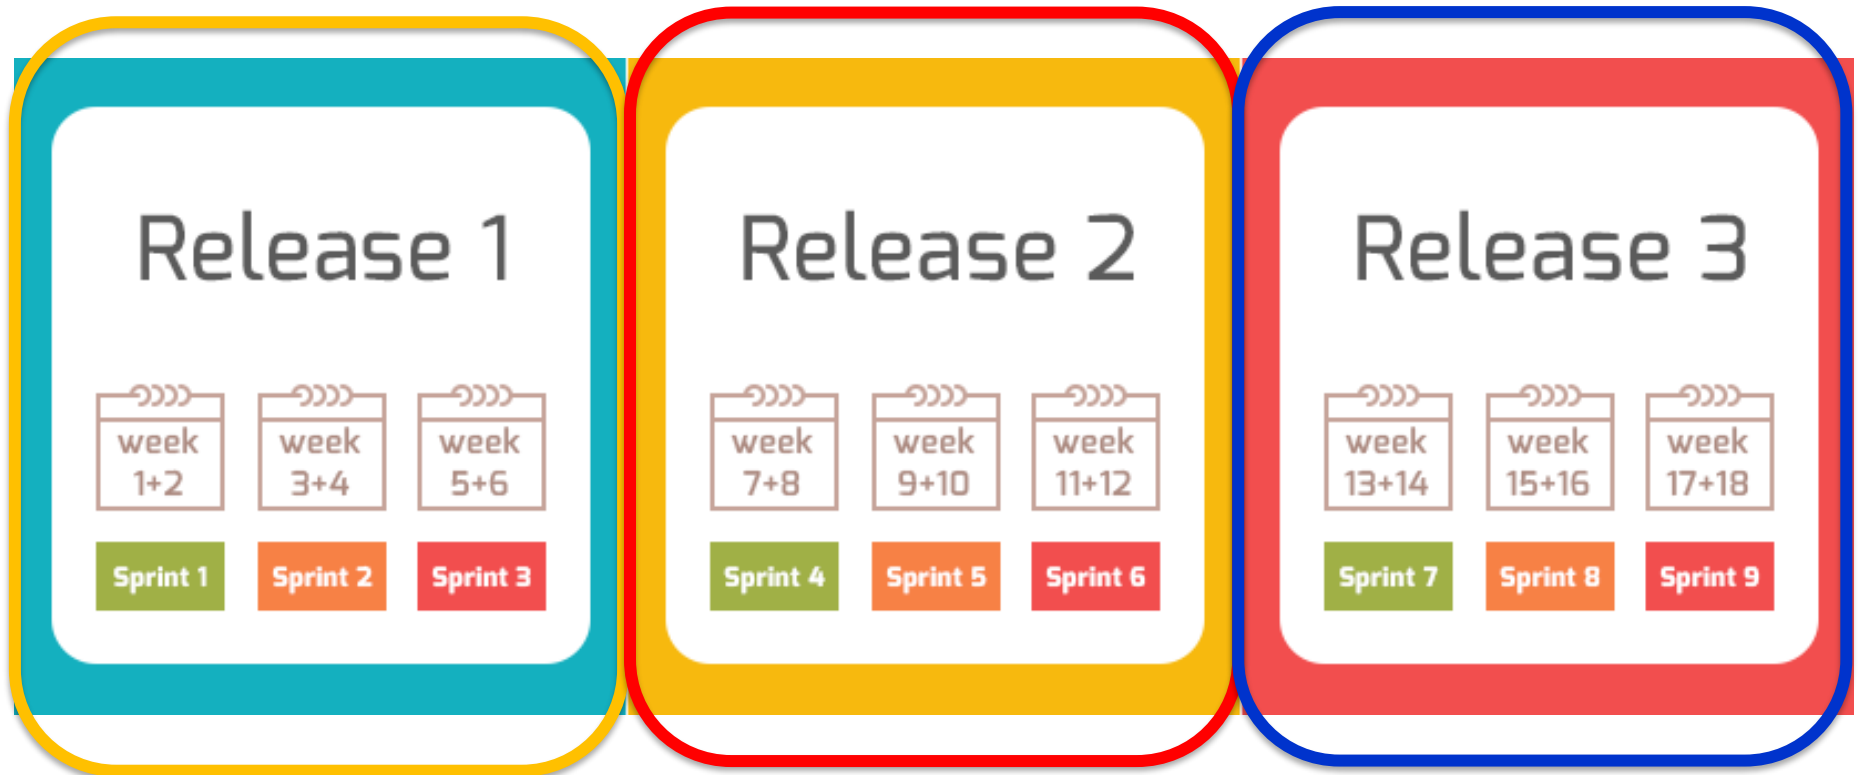 Release 1
week
1+2
week
3+4
week
5+6
Sprint 1
Sprint 2
Sprint 3
Release 2
week
7+8
week
9+10
week
11+12
Sprint 4
Sprint 5
Sprint 6
Release 3
week
13+14
week
15+16
week
17+18
Sprint 7
Sprint 8
Sprint 9